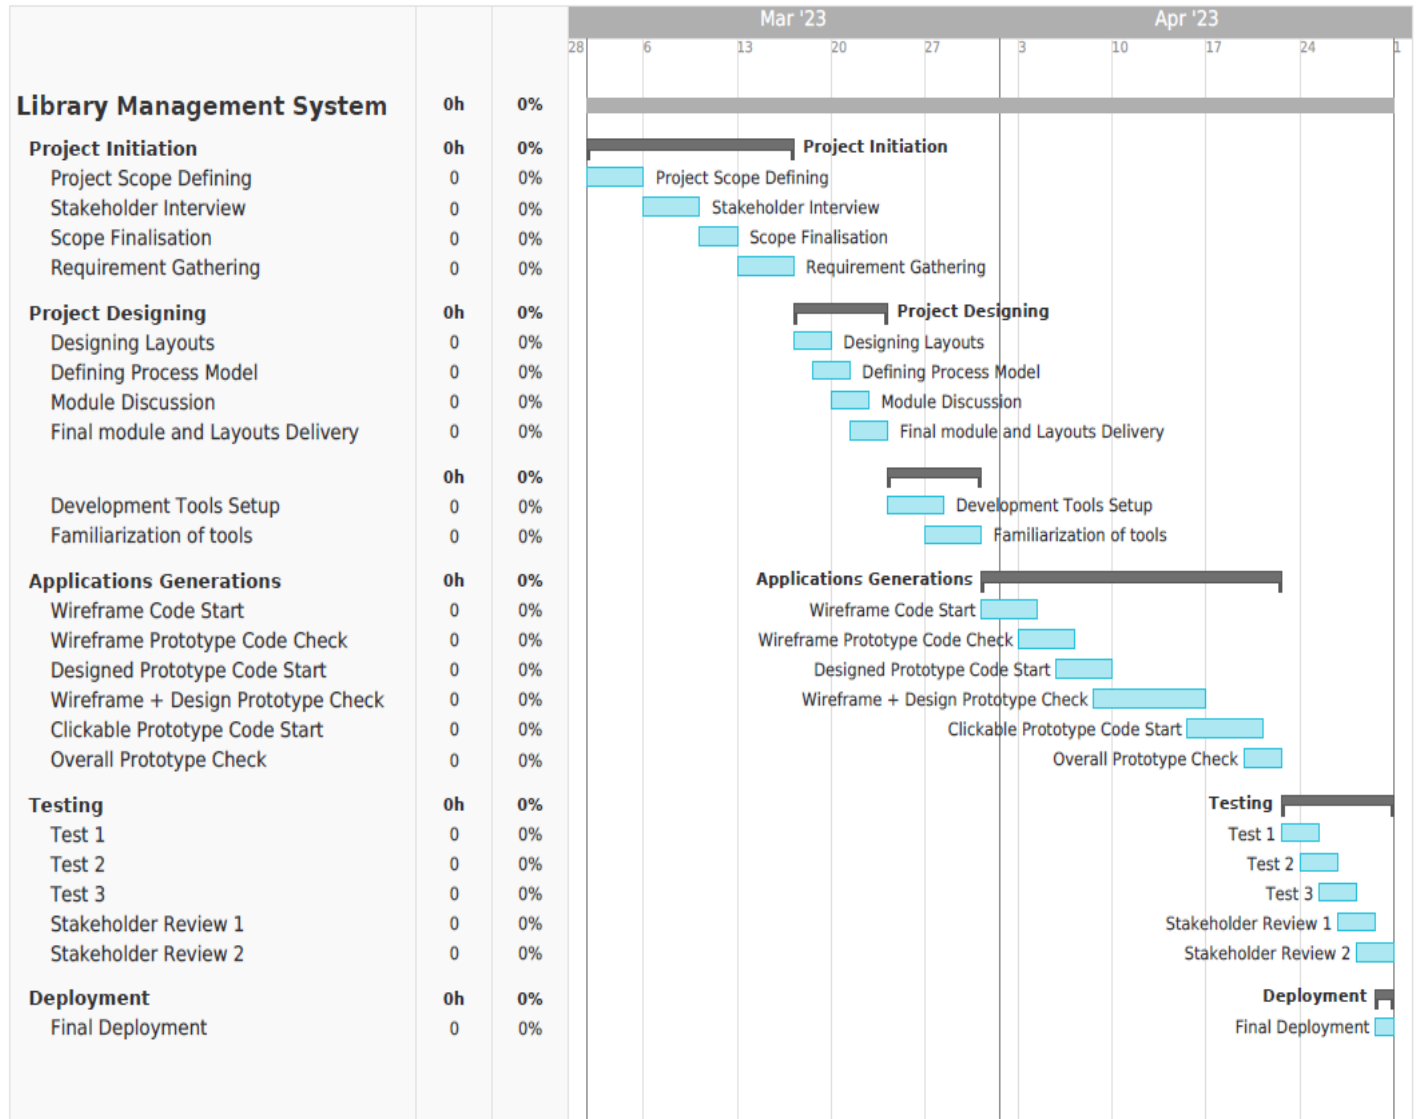 Mar '23 Apr '23
28 6 13 20 27 3 10 17 24 1
Library Management System 0h 0%
Project Initiation 0h 0% Project Initiation
Project Scope Defining 0 0% Project Scope Defining
Stakeholder Interview 0 0% Stakeholder Interview
Scope Finalisation 0 0% Scope Finalisation
Requirement Gathering 0 0% Requirement Gathering
Project Designing 0h 0% Project Designing
Designing Layouts 0 0% Designing Layouts
Defining Process Model 0 0% Defining Process Model
Module Discussion 0 0% Module Discussion
Final module and Layouts Delivery 0 0% Final module and Layouts Delivery
0h 0%
Development Tools Setup 0 0% Development Tools Setup
Familiarization of tools 0 0% Familiarization of tools
Applications Generations 0h 0% Applications Generations
Wireframe Code Start 0 0% Wireframe Code Start
Wireframe Prototype Code Check 0 0% Wireframe Prototype Code Check
Designed Prototype Code Start 0 0% Designed Prototype Code Start
Wireframe + Design Prototype Check 0 0% Wireframe + Design Prototype Check
Clickable Prototype Code Start 0 0% Clickable Prototype Code Start
Overall Prototype Check 0 0% Overall Prototype Check
Testing 0h 0% Testing
Test 1 0 0% Test 1
Test 2 0 0% Test 2
Test 3 0 0% Test 3
Stakeholder Review 1 0 0% Stakeholder Review 1
Stakeholder Review 2 0 0% Stakeholder Review 2
Deployment 0h 0% Deployment
Final Deployment 0 0% Final Deployment